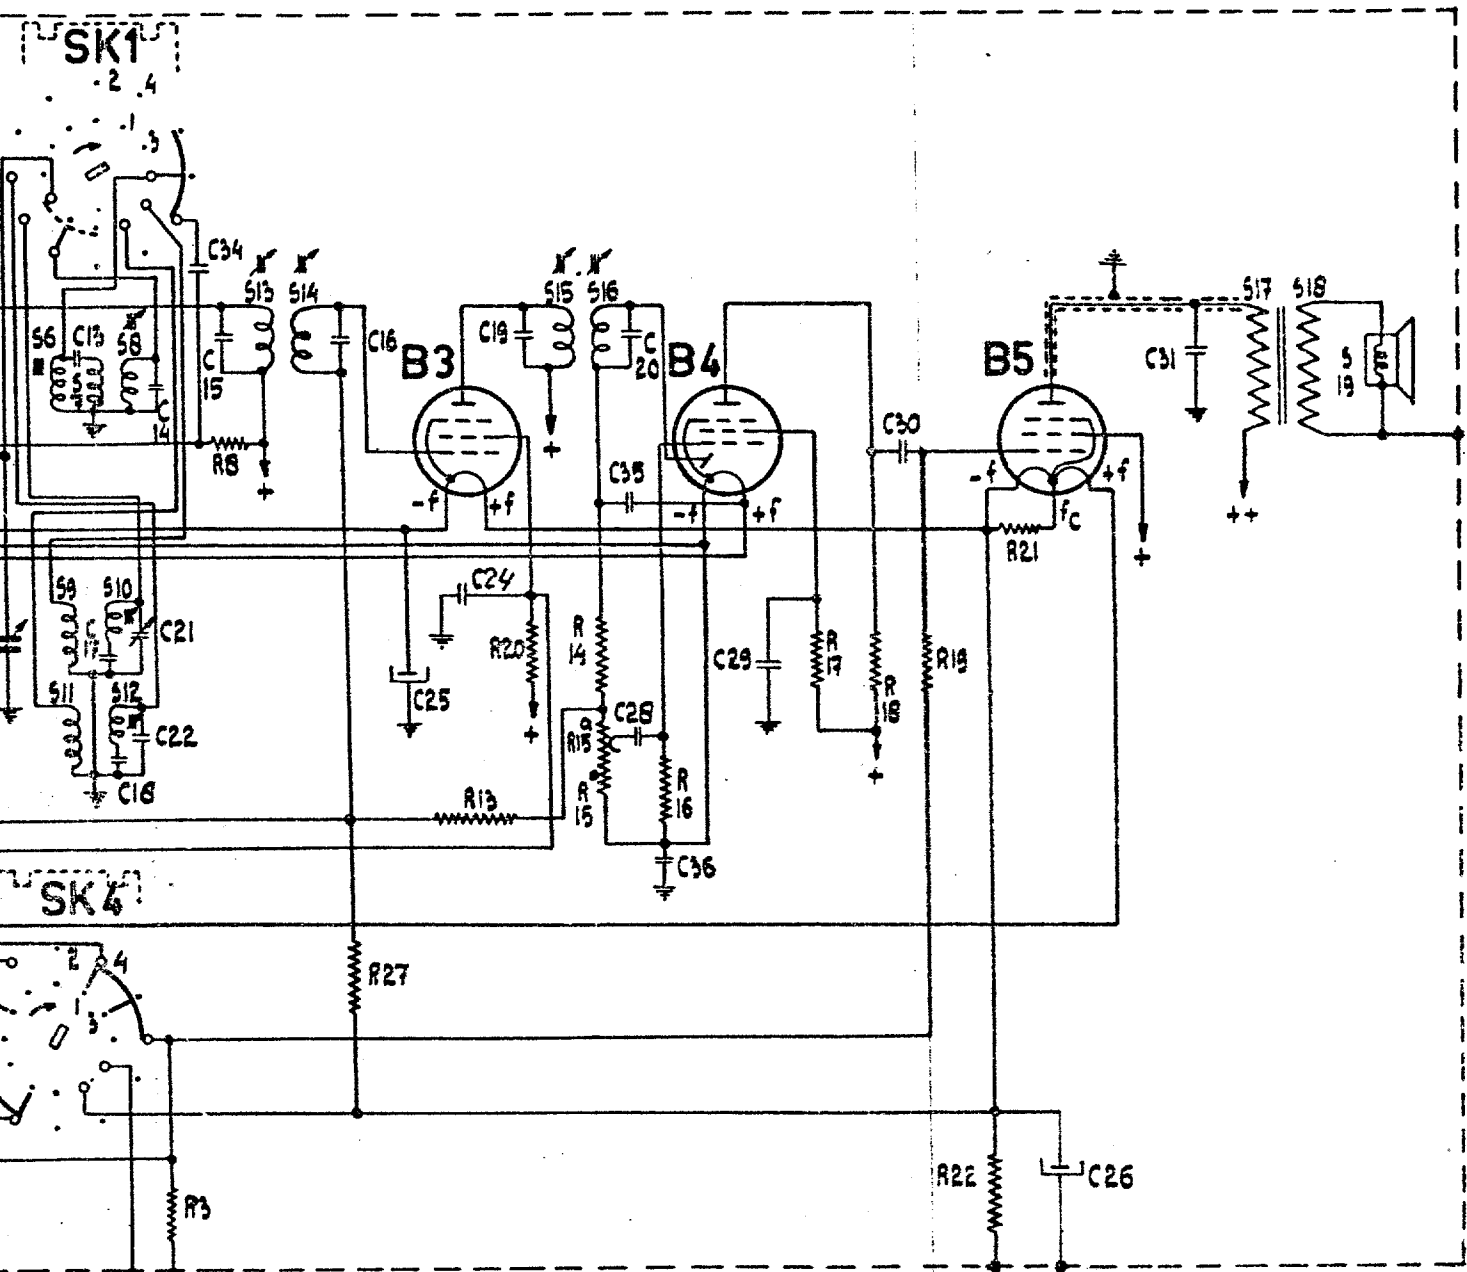 SK1
2 4
1
3
C34
S13 S14
S15 S16
S17 S18
S6 C13 S8
C16
B3
C19
C
20
B4
B5
C31
S
19
C
15
C
14
R8
+
+
C35
C30
-f +f
-f +f
-f +f
fc
R21
++
+
S9 S10
C
17
C21
C24
R20
R
14
C29
R
17
R19
S11 S12
C22
C18
C25
+
C28
R15
R
15
R
16
R
18
+
R13
C36
SK4
2 4
1
3
R27
R22
C26
R3